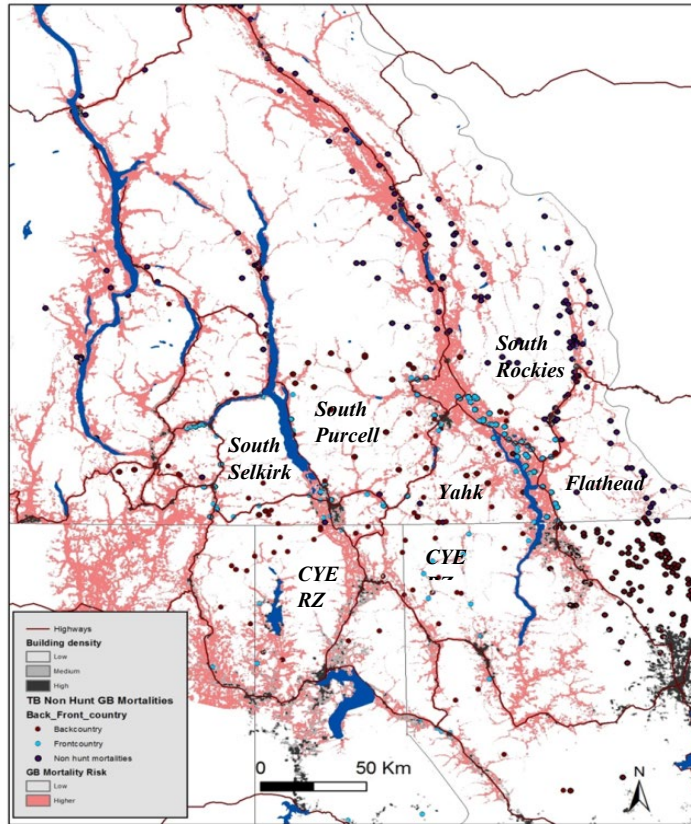 South
Rockies
South
Purcell
South
Selkirk
Yahk
Flathead
CYE
RZ
CYE
Highways
Building density
Low
Medium
High
TB Non Hunt GB Mortalities
Back_Front_country
Backcountry
Frontcountry
Non hunt mortalities
GB Mortality Risk
Low
Higher
0 50 Km
N